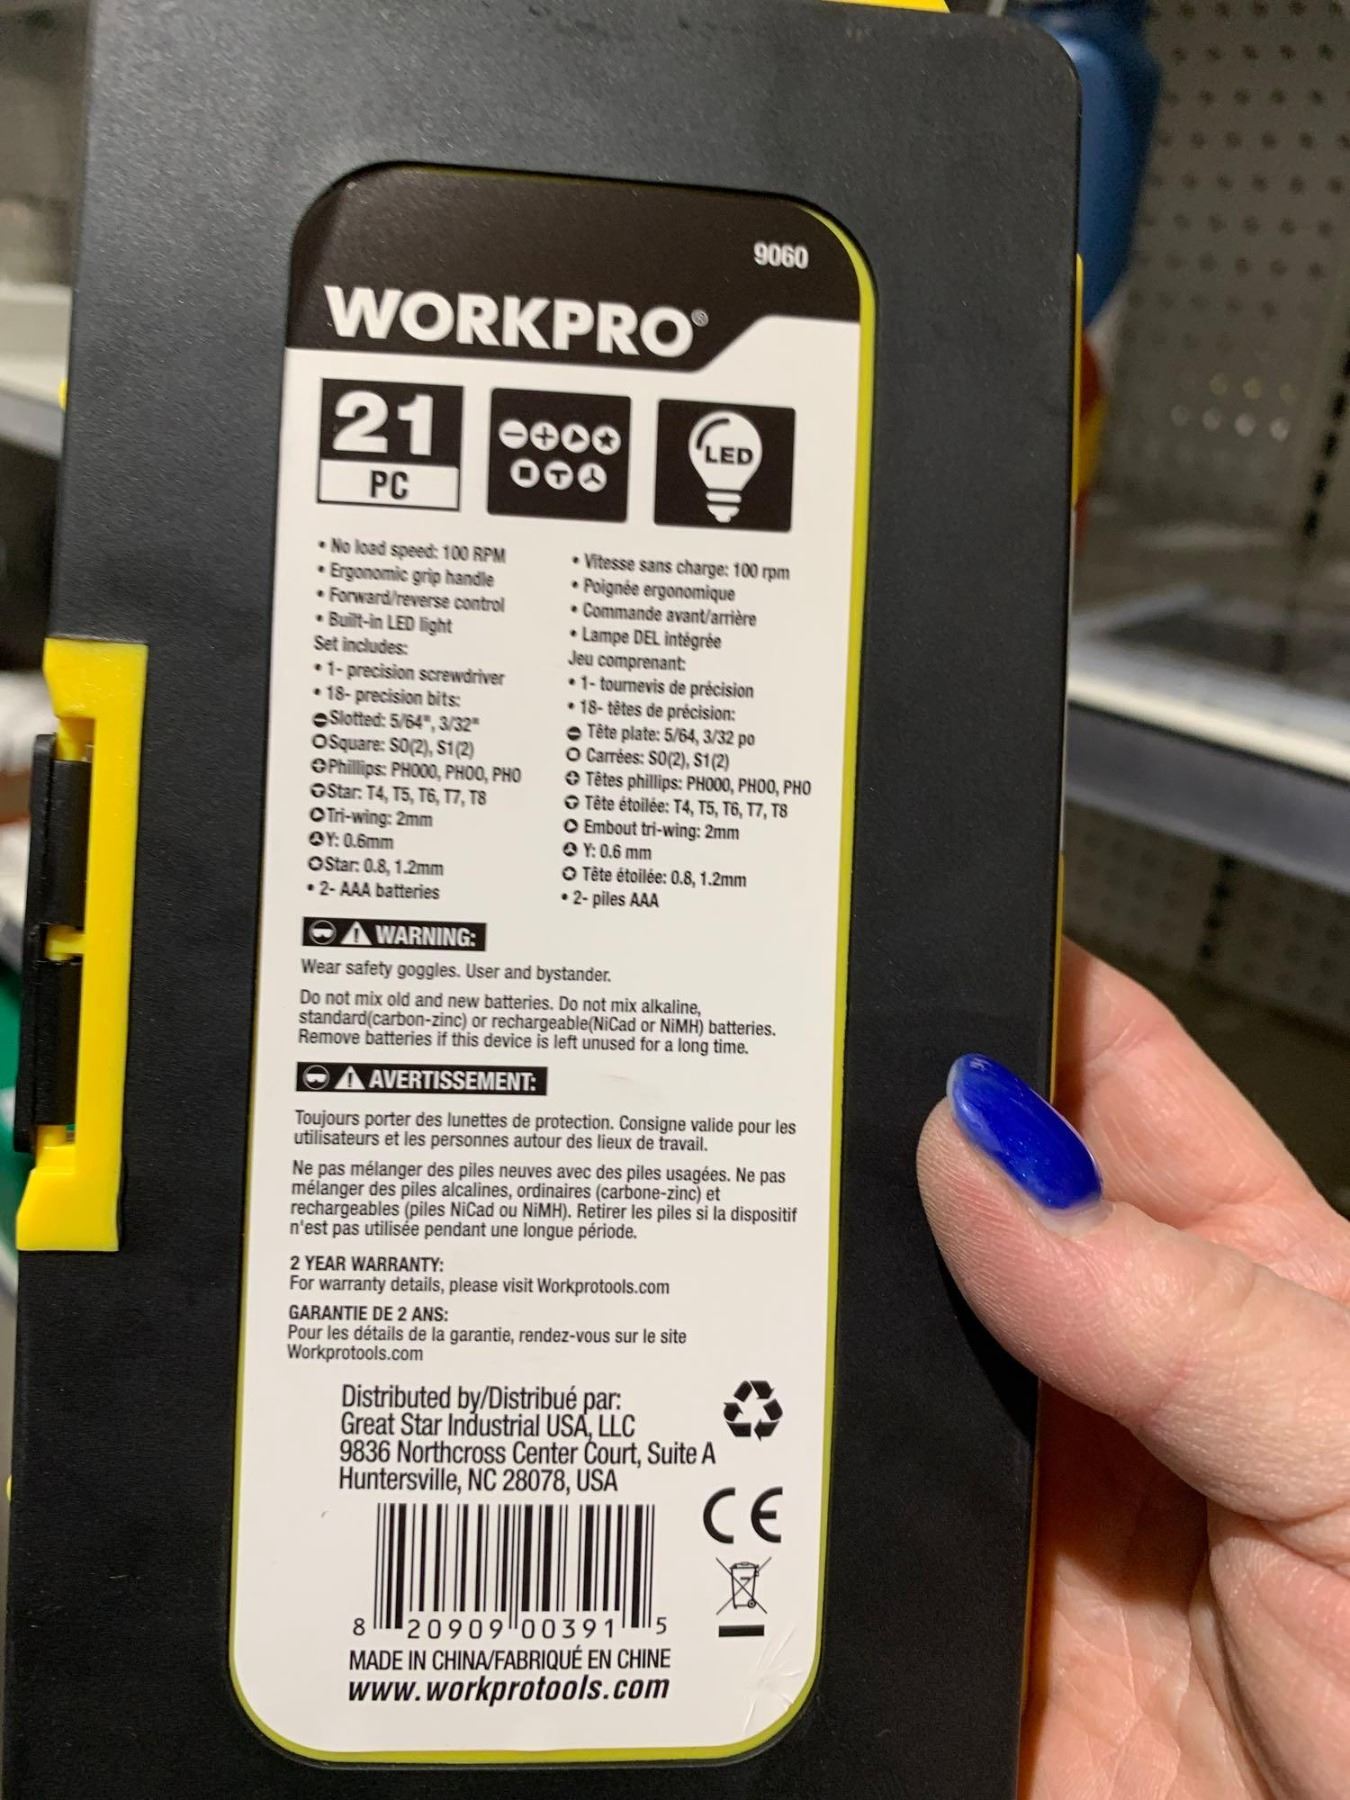 9060
WORKPRO®
21
PC
LED
• No load speed: 100 RPM
• Ergonomic grip handle
• Forward/reverse control
• Built-in LED light
Set includes:
• 1- precision screwdriver
• 18- precision bits:
Slotted: 5/64", 3/32"
Square: S0(2), S1(2)
Phillips: PH000, PH00, PH0
Star: T4, T5, T6, T7, T8
Tri-wing: 2mm
Y: 0.6mm
Star: 0.8, 1.2mm
• 2- AAA batteries
• Vitesse sans charge: 100 rpm
• Poignée ergonomique
• Commande avant/arrière
• Lampe DEL intégrée
Jeu comprenant:
• 1- tournevis de précision
• 18- têtes de précision:
Tête plate: 5/64, 3/32 po
Carrées: S0(2), S1(2)
Têtes phillips: PH000, PH00, PH0
Tête étoilée: T4, T5, T6, T7, T8
Embout tri-wing: 2mm
Y: 0.6 mm
Tête étoilée: 0.8, 1.2mm
• 2- piles AAA
WARNING:
Wear safety goggles. User and bystander.
Do not mix old and new batteries. Do not mix alkaline,
standard(carbon-zinc) or rechargeable(NiCad or NiMH) batteries.
Remove batteries if this device is left unused for a long time.
AVERTISSEMENT:
Toujours porter des lunettes de protection. Consigne valide pour les
utilisateurs et les personnes autour des lieux de travail.
Ne pas mélanger des piles neuves avec des piles usagées. Ne pas
mélanger des piles alcalines, ordinaires (carbone-zinc) et
rechargeables (piles NiCad ou NiMH). Retirer les piles si la dispositif
n'est pas utilisée pendant une longue période.
2 YEAR WARRANTY:
For warranty details, please visit Workprotools.com
GARANTIE DE 2 ANS:
Pour les détails de la garantie, rendez-vous sur le site
Workprotools.com
Distributed by/Distribué par:
Great Star Industrial USA, LLC
9836 Northcross Center Court, Suite A
Huntersville, NC 28078, USA
CE
8 20909 00391 5
MADE IN CHINA/FABRIQUÉ EN CHINE
www.workprotools.com